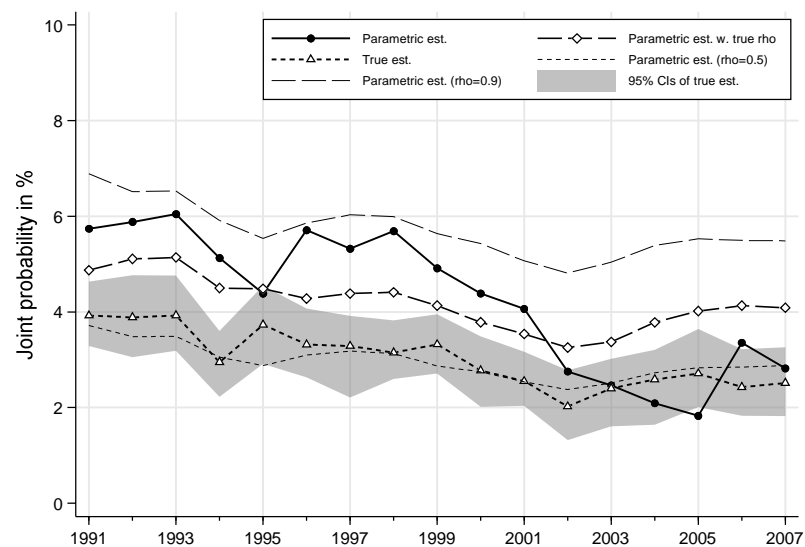 Parametric est.
Parametric est. w. true rho
True est.
Parametric est. (rho=0.5)
Parametric est. (rho=0.9)
95% CIs of true est.
Joint probability in %
10
8
6
4
2
0
1991 1993 1995 1997 1999 2001 2003 2005 2007